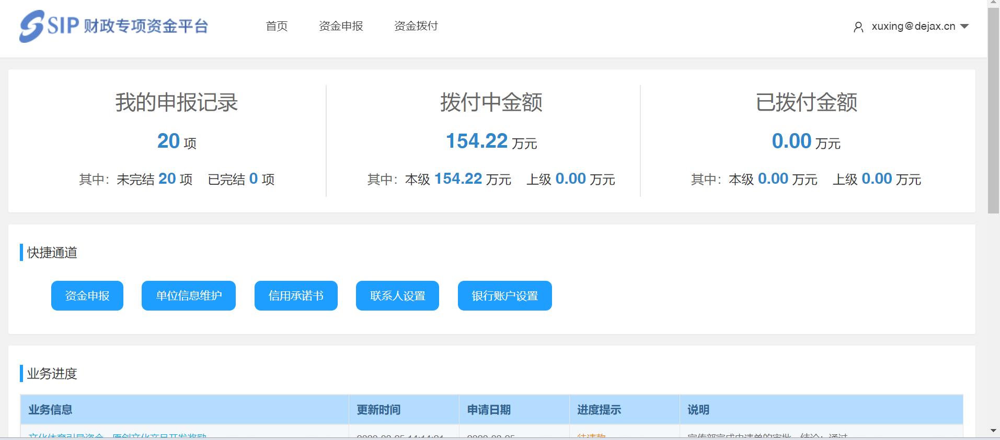 SIP 财政专项资金平台 首页 资金申报 资金拨付 xuxing@dejax.cn
我的申报记录 拨付中金额 已拨付金额
20 项 154.22 万元 0.00 万元
其中：未完结 20 项 已完结 0 项 其中：本级 154.22 万元 上级 0.00 万元 其中：本级 0.00 万元 上级 0.00 万元
快捷通道
资金申报 单位信息维护 信用承诺书 联系人设置 银行账户设置
业务进度
业务信息 更新时间 申请日期 进度提示 说明